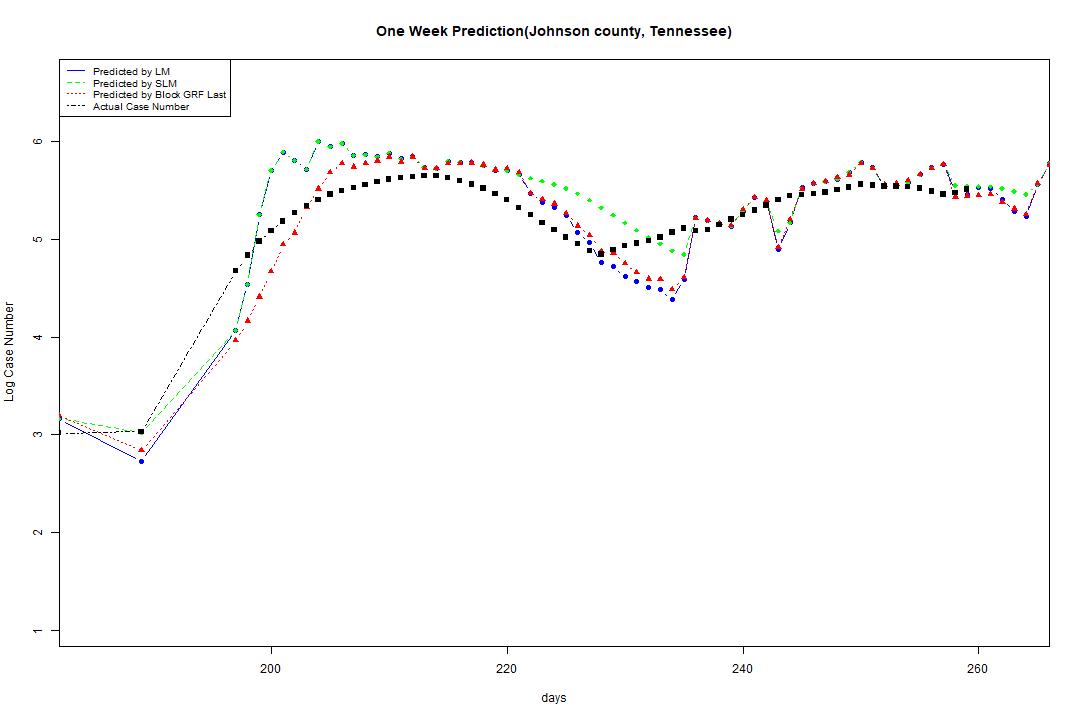 One Week Prediction(Johnson county, Tennessee)
Predicted by LM
Predicted by SLM
Predicted by Block GRF Last
Actual Case Number
6
5
4
3
2
1
Log Case Number
200 220 240 260
days